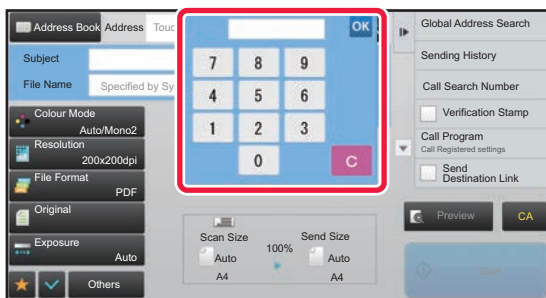 Address Book
Address
Touc
OK
Global Address Search
Subject
Sending History
File Name
Specified by Sy
Call Search Number
7 8 9
4 5 6
1 2 3
0 C
Verification Stamp
Colour Mode
Auto/Mono2
Call Program
Call Registered settings
Resolution
200x200dpi
Send
Destination Link
File Format
PDF
Original
Preview
CA
Exposure
Auto
Scan Size
100%
Send Size
Auto
Auto
A4
A4
Others
Start